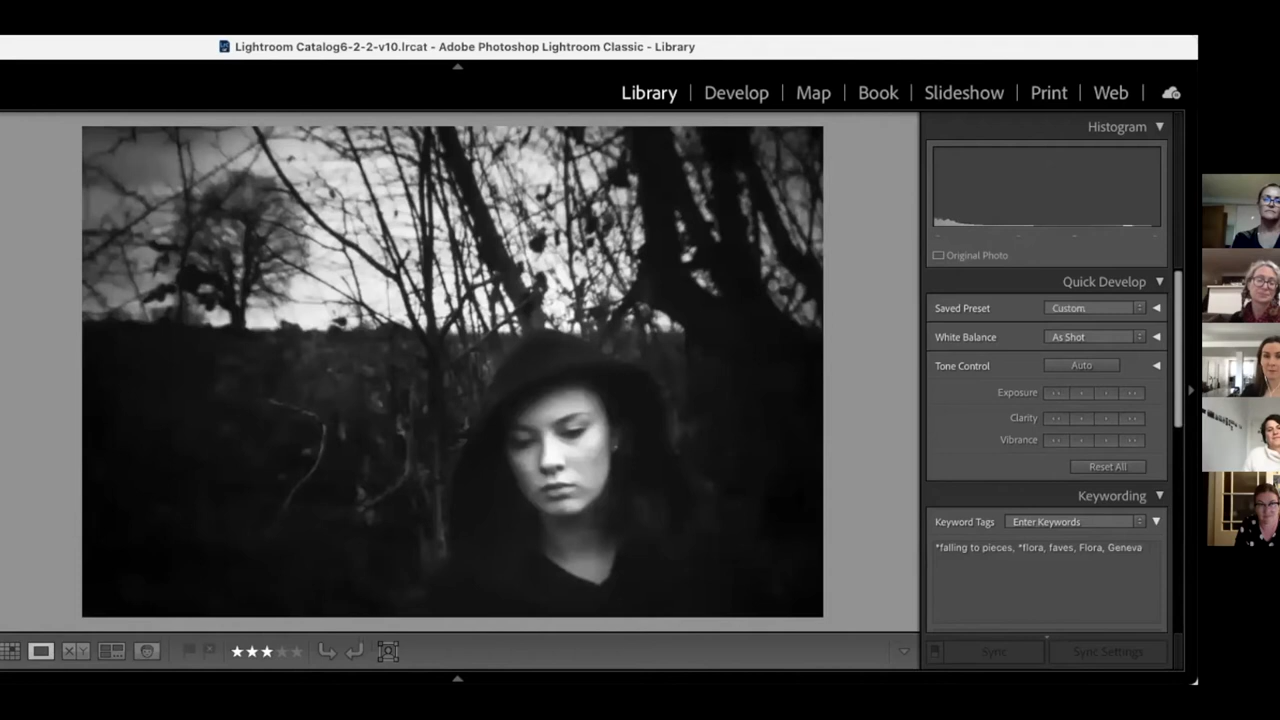 Lightroom Catalog6-2-2-v10.lrcat - Adobe Photoshop Lightroom Classic - Library
Library | Develop | Map | Book | Slideshow | Print | Web |
Histogram
Original Photo
Quick Develop
Saved Preset Custom
White Balance As Shot
Tone Control Auto
Exposure
Clarity
Vibrance
Reset All
Keywording
Keyword Tags Enter Keywords
*falling to pieces, *flora, faves, Flora, Geneva
X Y
Sync Sync Settings